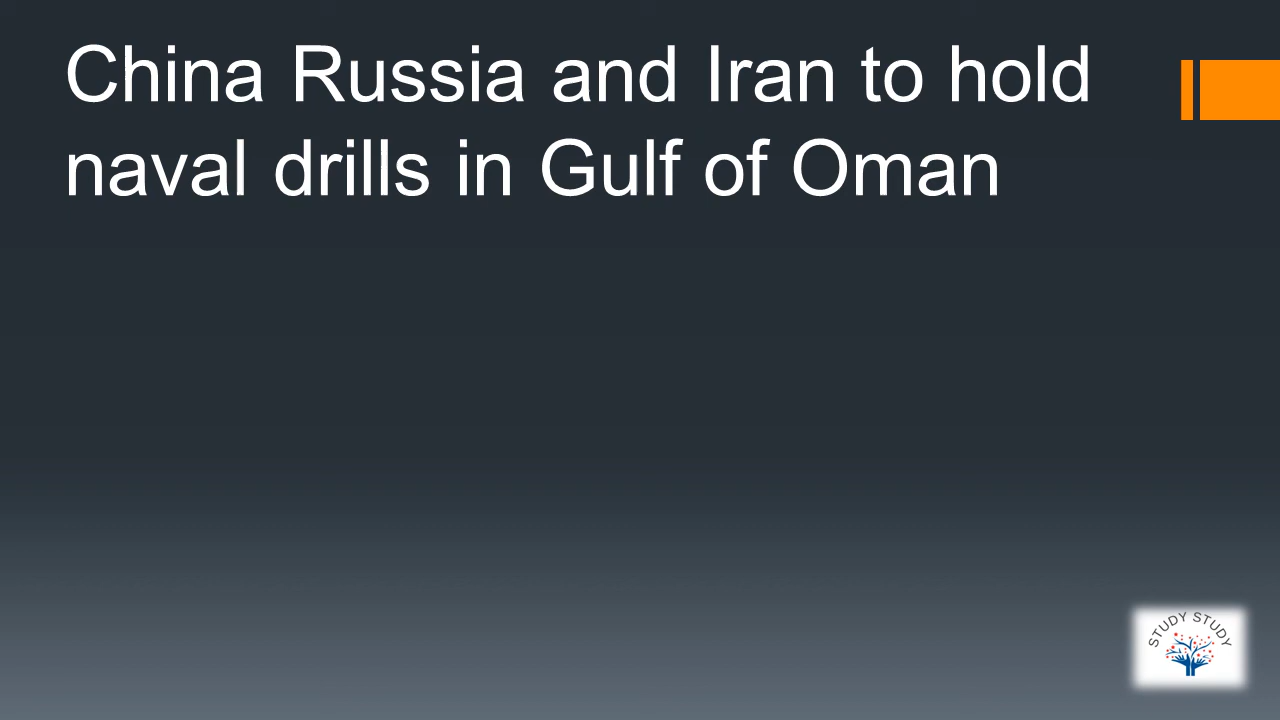 China Russia and Iran to hold
naval drills in Gulf of Oman
STUDY STUDY